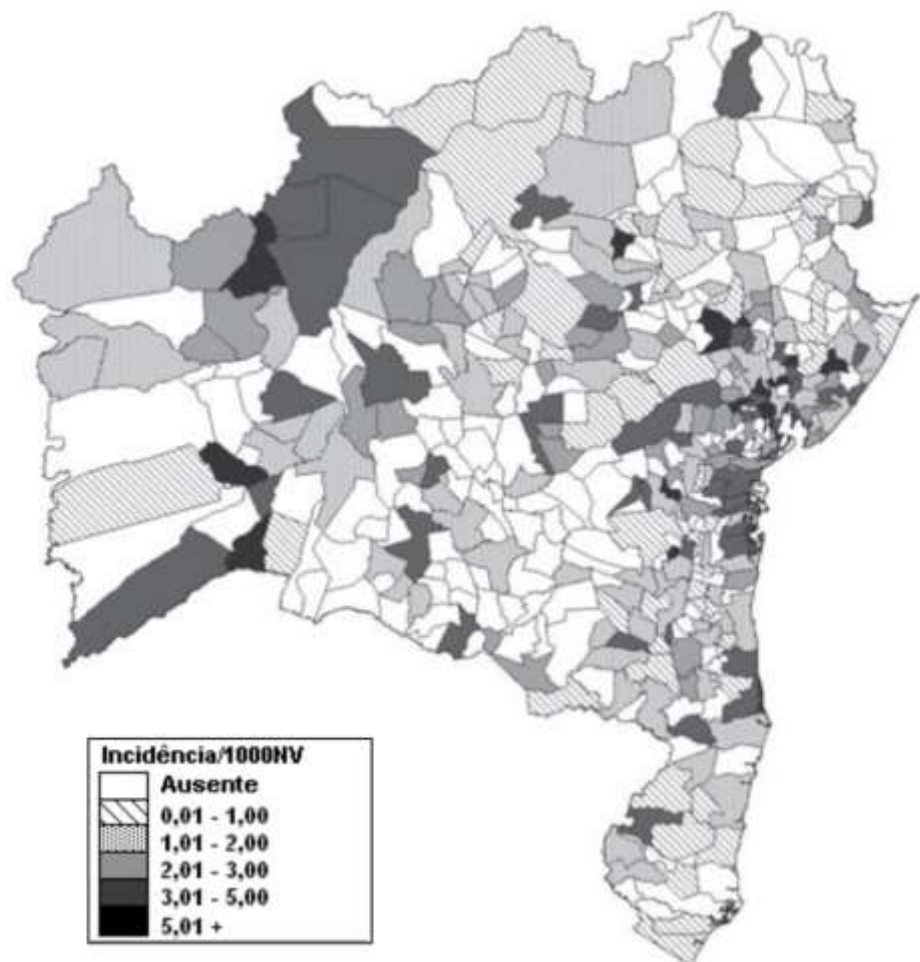 Incidência/1000NV
Ausente
0,01 - 1,00
1,01 - 2,00
2,01 - 3,00
3,01 - 5,00
5,01 +